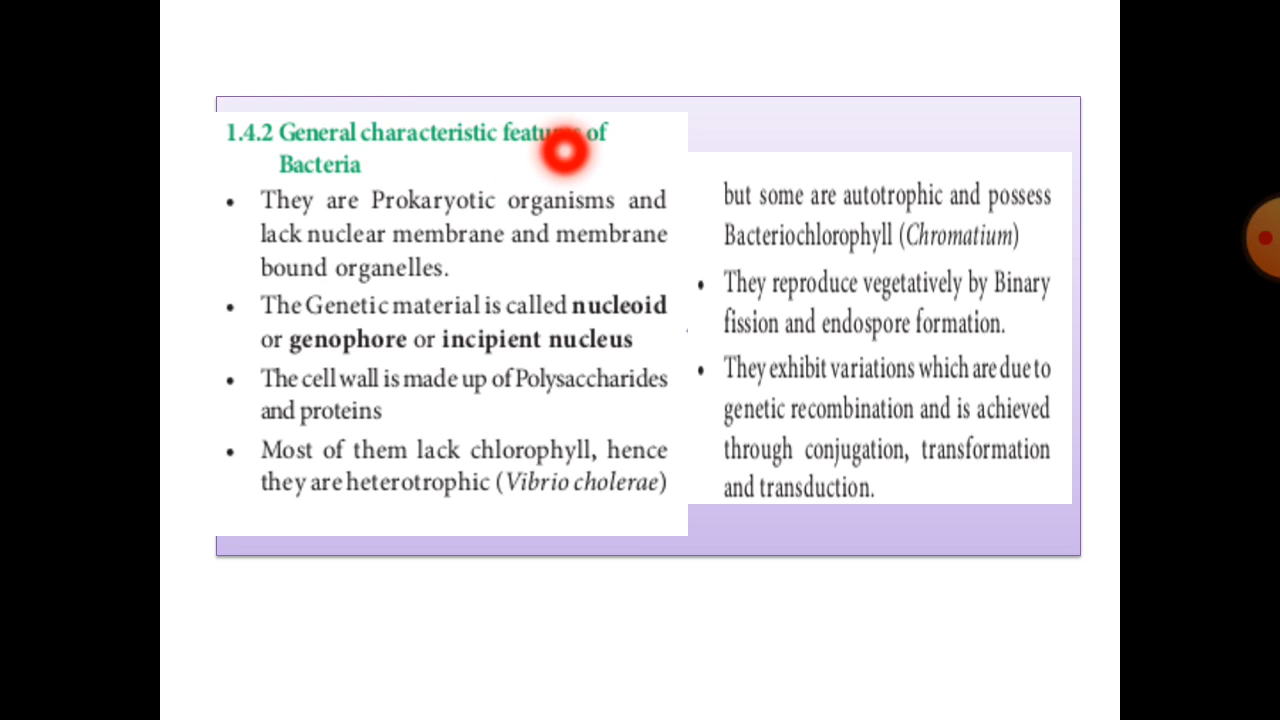 1.4.2 General characteristic features of
Bacteria
• They are Prokaryotic organisms and
lack nuclear membrane and membrane
bound organelles.
• The Genetic material is called nucleoid
or genophore or incipient nucleus
• The cell wall is made up of Polysaccharides
and proteins
• Most of them lack chlorophyll, hence
they are heterotrophic (Vibrio cholerae)
but some are autotrophic and possess
Bacteriochlorophyll (Chromatium)
• They reproduce vegetatively by Binary
fission and endospore formation.
• They exhibit variations which are due to
genetic recombination and is achieved
through conjugation, transformation
and transduction.